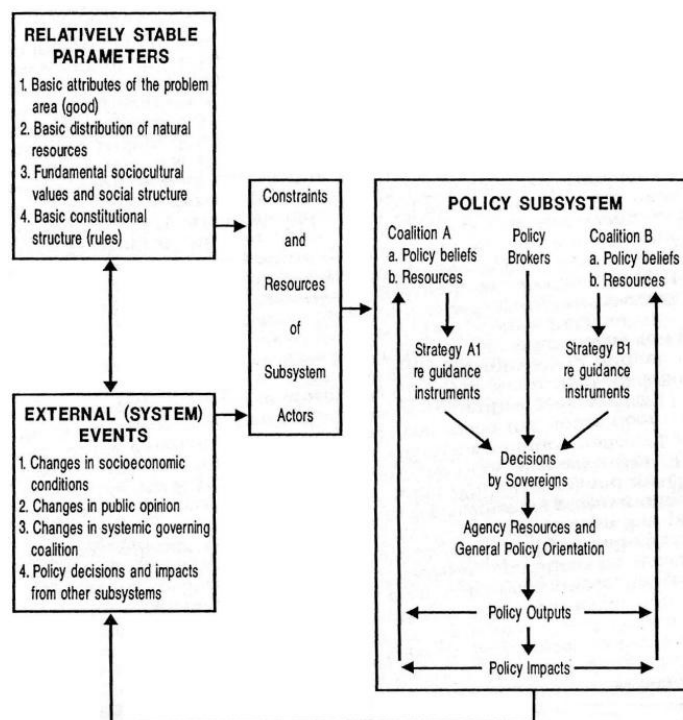 RELATIVELY STABLE
PARAMETERS
1. Basic attributes of the problem
area (good)
2. Basic distribution of natural
resources
3. Fundamental sociocultural
values and social structure
4. Basic constitutional
structure (rules)
EXTERNAL (SYSTEM)
EVENTS
1. Changes in socioeconomic
conditions
2. Changes in public opinion
3. Changes in systemic governing
coalition
4. Policy decisions and impacts
from other subsystems
Constraints
and
Resources
of
Subsystem
Actors
POLICY SUBSYSTEM
Coalition A
a. Policy beliefs
b. Resources
Policy
Brokers
Coalition B
a. Policy beliefs
b. Resources
Strategy A1
re guidance
instruments
Strategy B1
re guidance
instruments
Decisions
by Sovereigns
Agency Resources and
General Policy Orientation
Policy Outputs
Policy Impacts